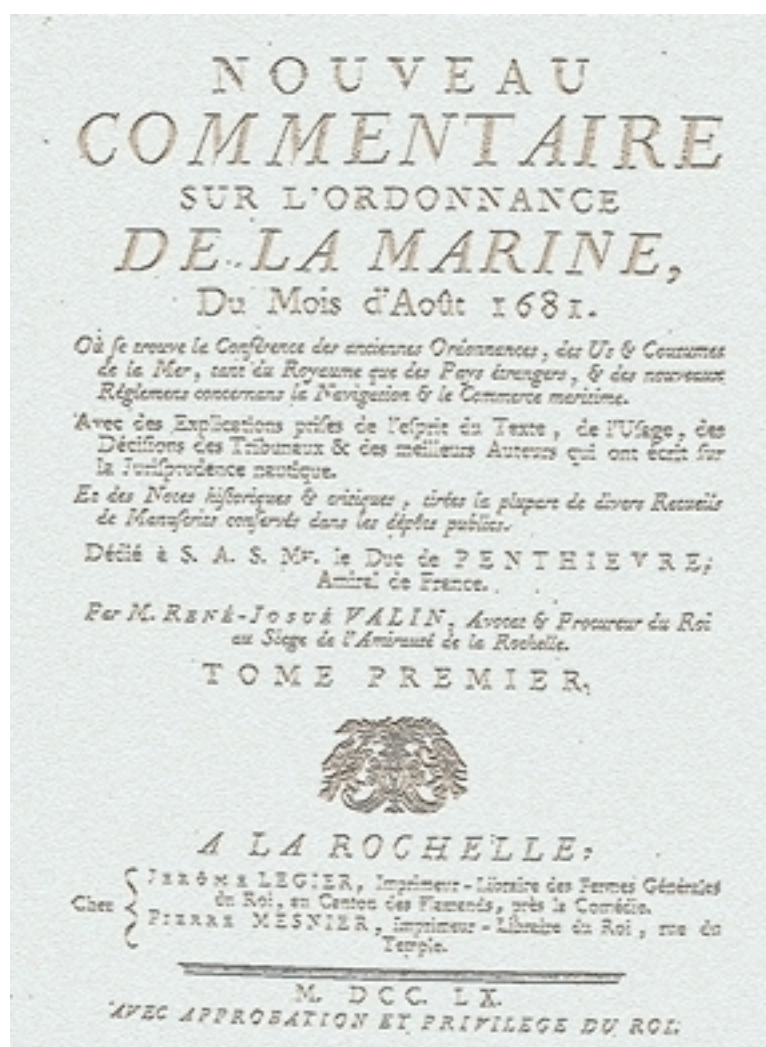 NOUVEAU
COMMENTAIRE
SUR L'ORDONNANCE
DE LA MARINE,
Du Mois d'Août 1681.
Où se trouve la Conférence des anciennes Ordonnances, des Us & Coutumes
de la Mer, tant du Royaume que des Pays étrangers, & des nouveaux
Réglemens concernans la Navigation & le Commerce maritime.
Avec des Explications prises de l'esprit du Texte, de l'Usage, des
Décisions des Tribunaux & des meilleurs Auteurs qui ont écrit sur
la Jurisprudence nautique.
Et des Notes historiques & critiques, tirées la plupart de divers Recueils
de Manuscrits conservés dans les dépôts publics.
Dédié à S. A. S. Mgr. le Duc de PENTHIEVRE;
Amiral de France.
Par M. RENÉ-JOSUÉ VALIN, Avocat & Procureur du Roi
au Siege de l'Amirauté de la Rochelle.
TOME PREMIER,
A LA ROCHELLE:
Chez { JERÔME LEGIER, Imprimeur-Libraire des Fermes Générales
du Roi, au Canton des Flamends, près la Comédie.
PIERRE MESNIER, Imprimeur-Libraire du Roi, rue du
Temple.
M. DCC. LX.
AVEC APPROBATION ET PRIVILEGE DU ROI.